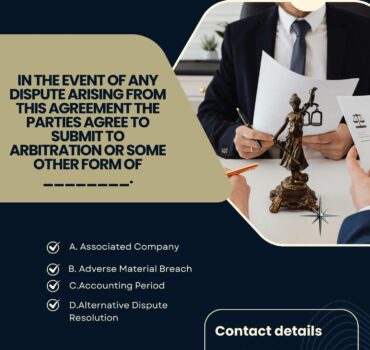 IN THE EVENT OF ANY
DISPUTE ARISING FROM
THIS AGREEMENT THE
PARTIES AGREE TO
SUBMIT TO
ARBITRATION OR SOME
OTHER FORM OF
_________.
A. Associated Company
B. Adverse Material Breach
C.Accounting Period
D.Alternative Dispute
Resolution
Contact details